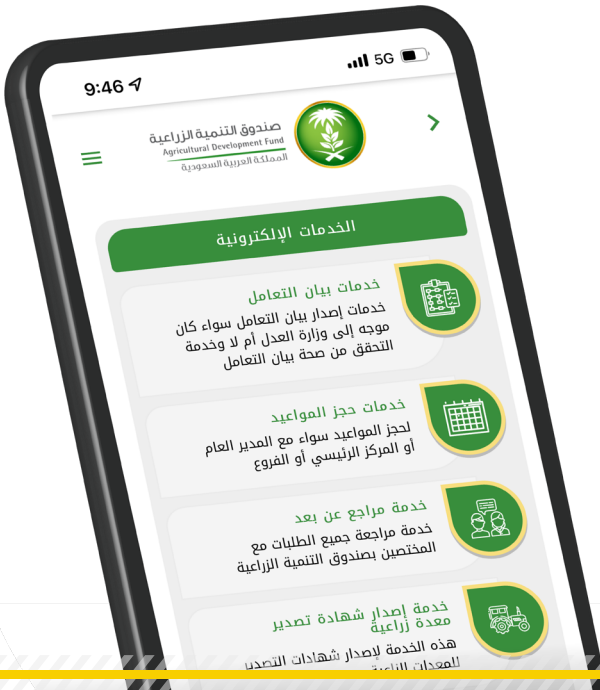 9:46
5G
صندوق التنمية الزراعية
Agricultural Development Fund
المملكة العربية السعودية
الخدمات الإلكترونية
خدمات بيان التعامل
خدمات إصدار بيان التعامل سواء كان
موجه إلى وزارة العدل أم لا وخدمة
التحقق من صحة بيان التعامل
خدمات حجز المواعيد
لحجز المواعيد سواء مع المدير العام
أو المركز الرئيسي أو الفروع
خدمة مراجع عن بعد
خدمة مراجعة جميع الطلبات مع
المختصين بصندوق التنمية الزراعية
خدمة إصدار شهادة تصدير
معدة زراعية
هذه الخدمة لإصدار شهادات التصدير
للمعدات